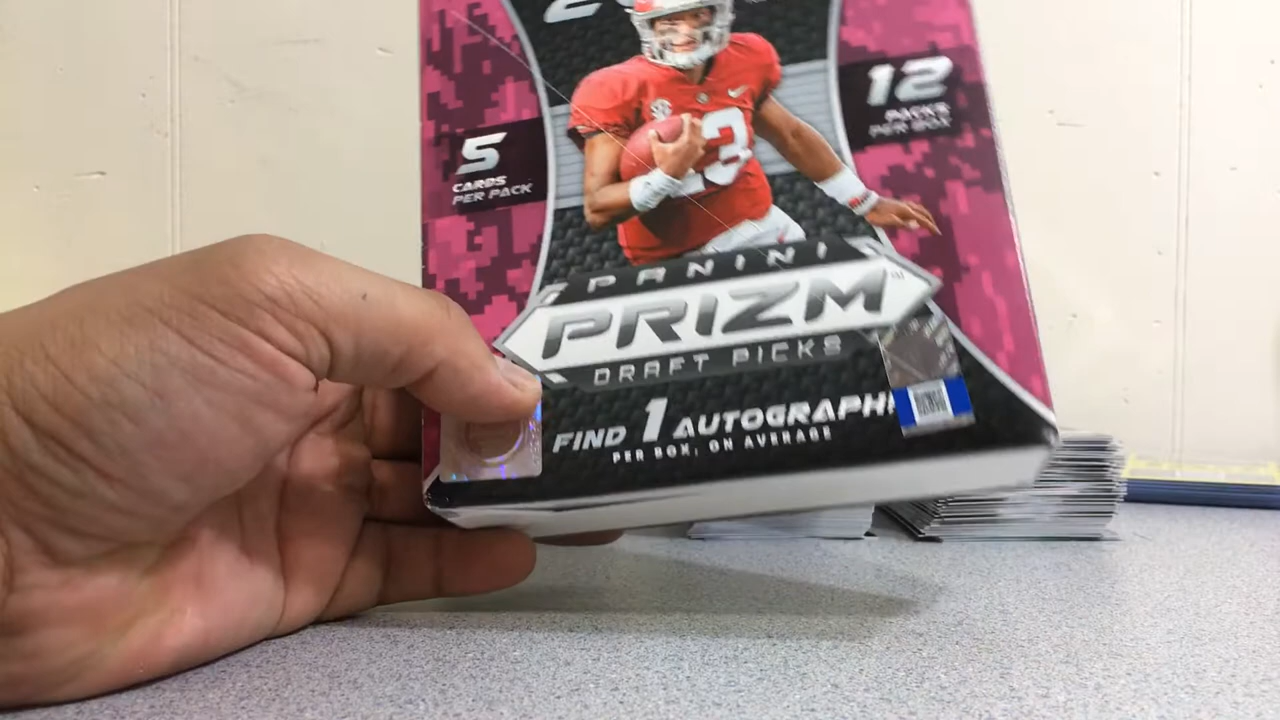 12
PACKS
PER BOX
5
CARDS
PER PACK
13
PANINI
PRIZM
DRAFT PICKS
FIND 1 AUTOGRAPH!
PER BOX, ON AVERAGE